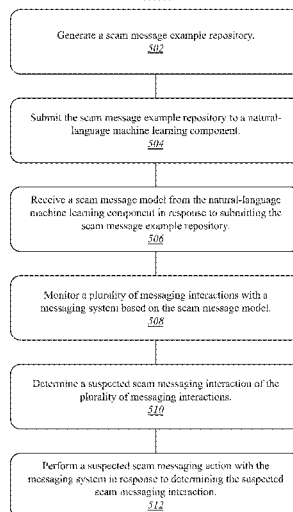 Generate a scam message example repository.
502
Submit the scam message example repository to a natural-
language machine learning component.
504
Receive a scam message model from the natural-language
machine learning component in response to submitting the
scam message example repository.
506
Monitor a plurality of messaging interactions with a
messaging system based on the scam message model.
508
Determine a suspected scam messaging interaction of the
plurality of messaging interactions.
510
Perform a suspected scam messaging action with the
messaging system in response to determining the suspected
scam messaging interaction.
512